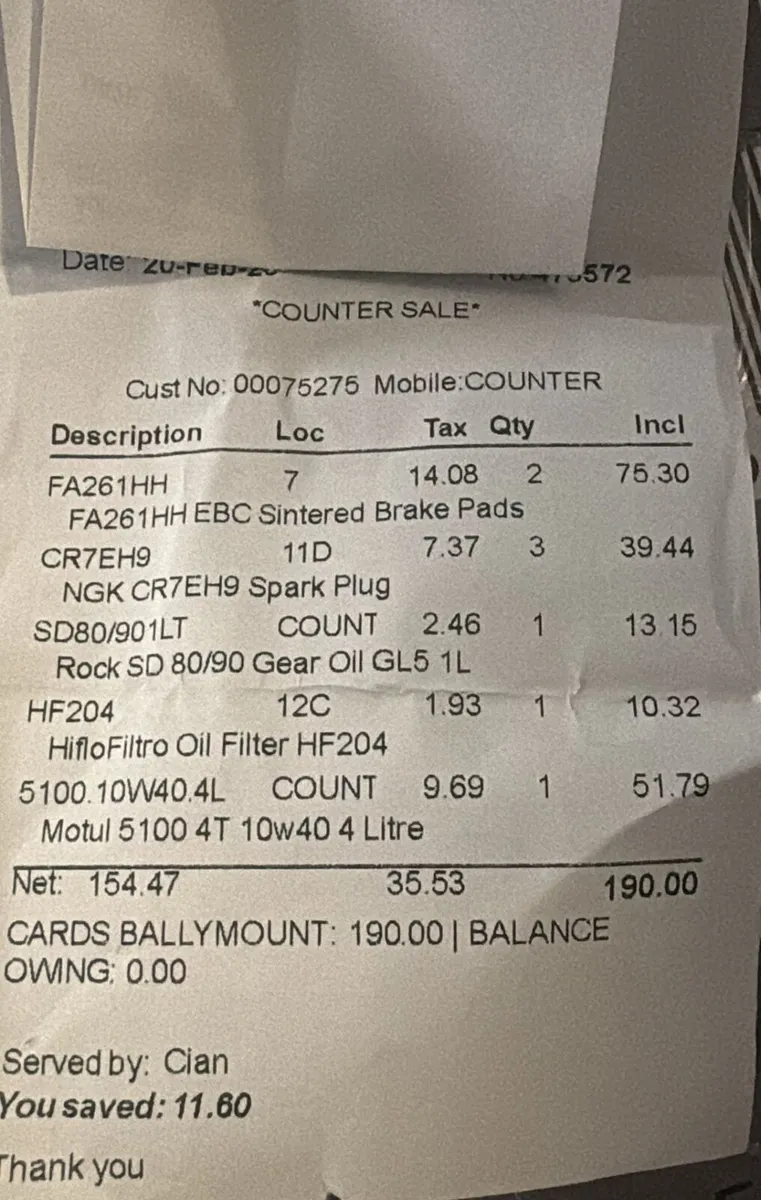 Date: 20-Feb-
572
*COUNTER SALE*
Cust No: 00075275 Mobile:COUNTER
Description Loc Tax Qty Incl
FA261HH 7 14.08 2 75.30
FA261HH EBC Sintered Brake Pads
CR7EH9 11D 7.37 3 39.44
NGK CR7EH9 Spark Plug
SD80/901LT COUNT 2.46 1 13.15
Rock SD 80/90 Gear Oil GL5 1L
HF204 12C 1.93 1 10.32
HifloFiltro Oil Filter HF204
5100.10W40.4L COUNT 9.69 1 51.79
Motul 5100 4T 10w40 4 Litre
Net: 154.47 35.53 190.00
CARDS BALLYMOUNT: 190.00 | BALANCE
OWING: 0.00
Served by: Cian
You saved: 11.60
Thank you